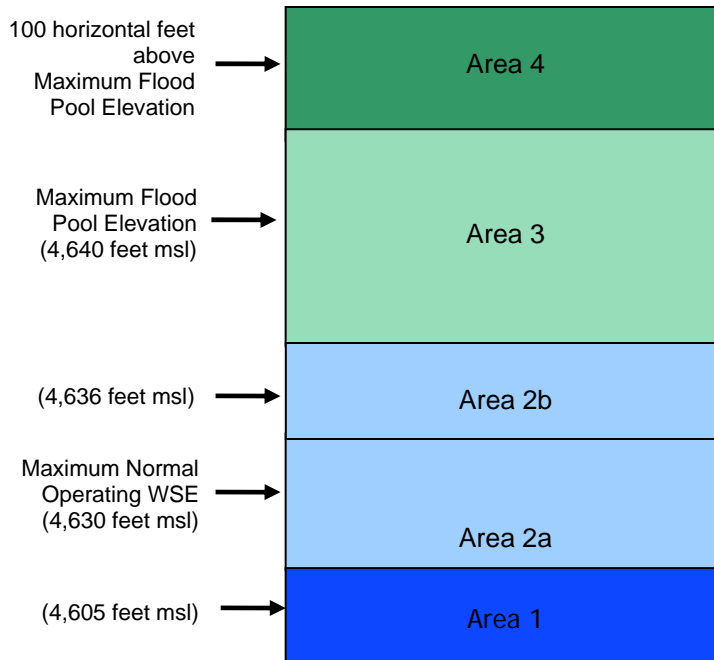 100 horizontal feet
above
Maximum Flood
Pool Elevation
Area 4
Maximum Flood
Pool Elevation
(4,640 feet msl)
Area 3
(4,636 feet msl)
Area 2b
Maximum Normal
Operating WSE
(4,630 feet msl)
Area 2a
(4,605 feet msl)
Area 1